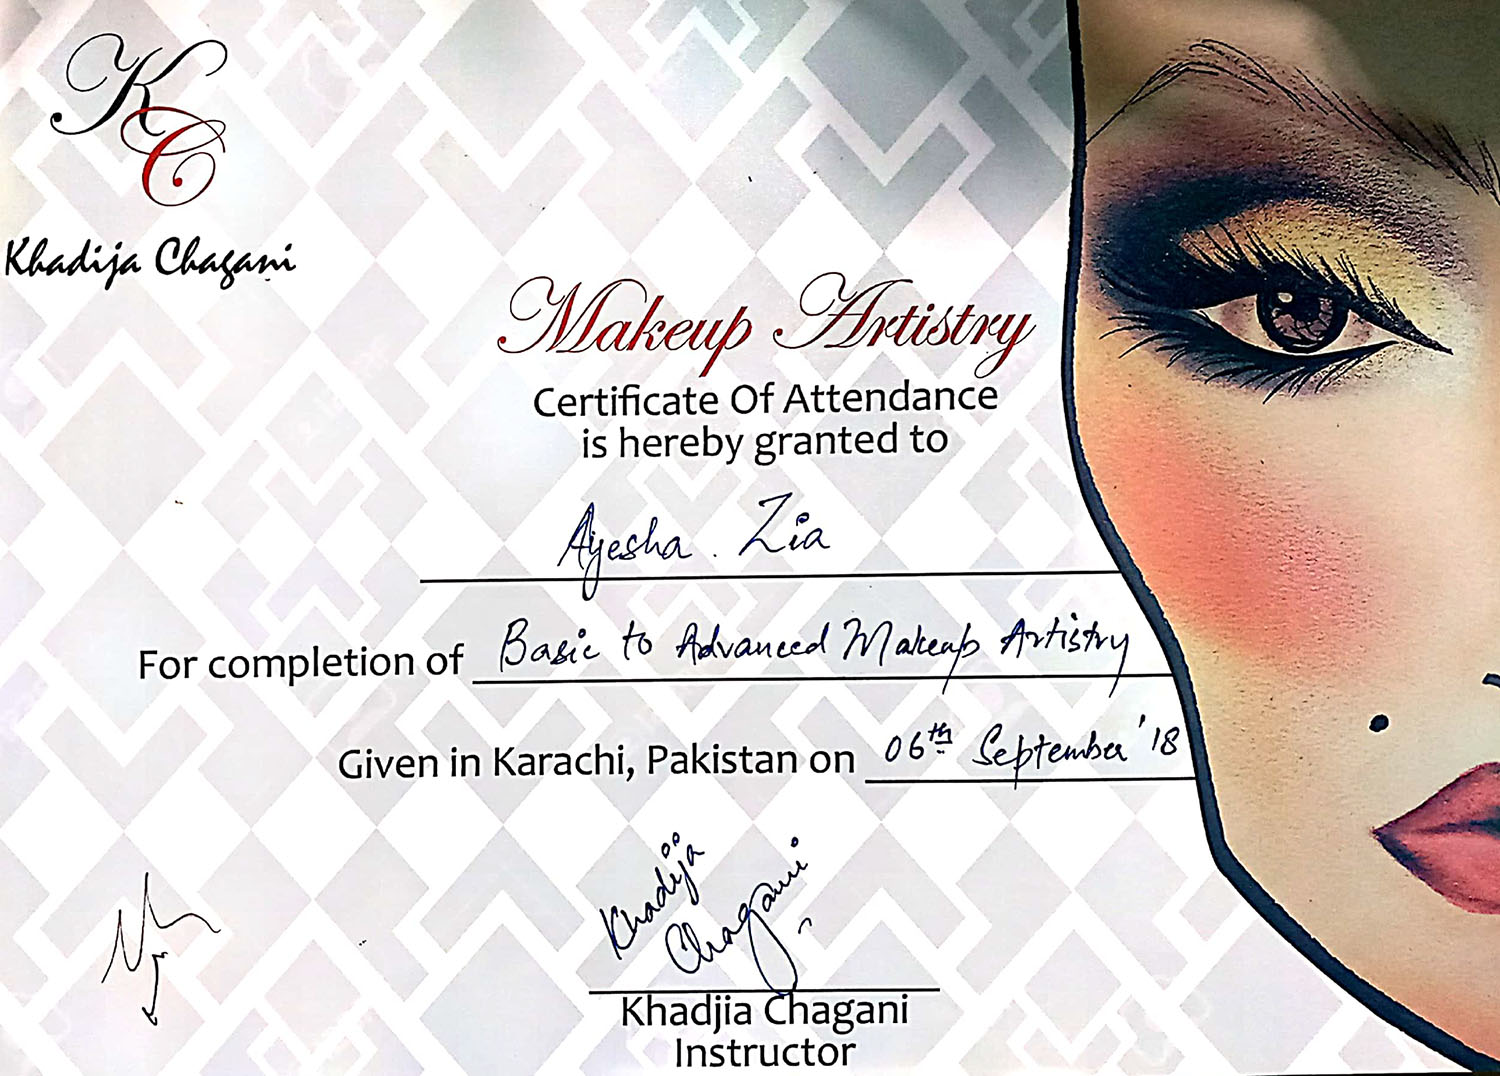 KC
Khadija Chagani
Makeup Artistry
Certificate Of Attendance
is hereby granted to
Ayesha. Zia
For completion of Basic to Advanced Makeup Artistry
Given in Karachi, Pakistan on 06th September '18
Khadija
Chagani
Khadjia Chagani
Instructor